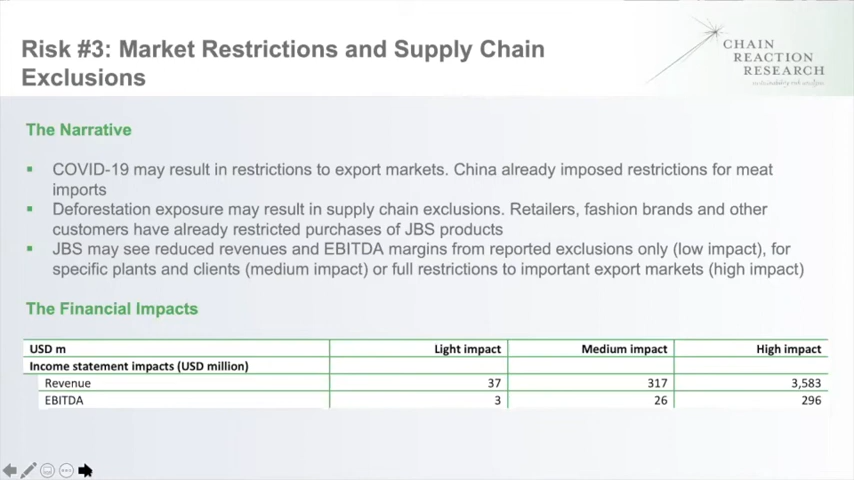 Risk #3: Market Restrictions and Supply Chain
Exclusions
CHAIN
REACTION
RESEARCH
sustainability risk analysis
The Narrative
COVID-19 may result in restrictions to export markets. China already imposed restrictions for meat
imports
Deforestation exposure may result in supply chain exclusions. Retailers, fashion brands and other
customers have already restricted purchases of JBS products
JBS may see reduced revenues and EBITDA margins from reported exclusions only (low impact), for
specific plants and clients (medium impact) or full restrictions to important export markets (high impact)
The Financial Impacts
USD m Light impact Medium impact High impact
Income statement impacts (USD million)
Revenue 37 317 3,583
EBITDA 3 26 296